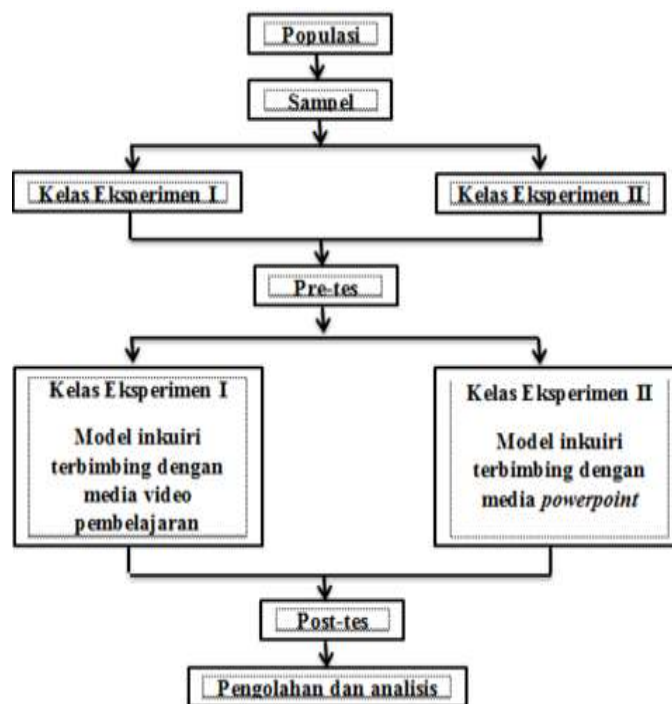 Populasi
Sampel
Kelas Eksperimen I
Kelas Eksperimen II
Pre-tes
Kelas Eksperimen I
Model inkuiri
terbimbing dengan
media video
pembelajaran
Kelas Eksperimen II
Model inkuiri
terbimbing dengan
media powerpoint
Post-tes
Pengolahan dan analisis